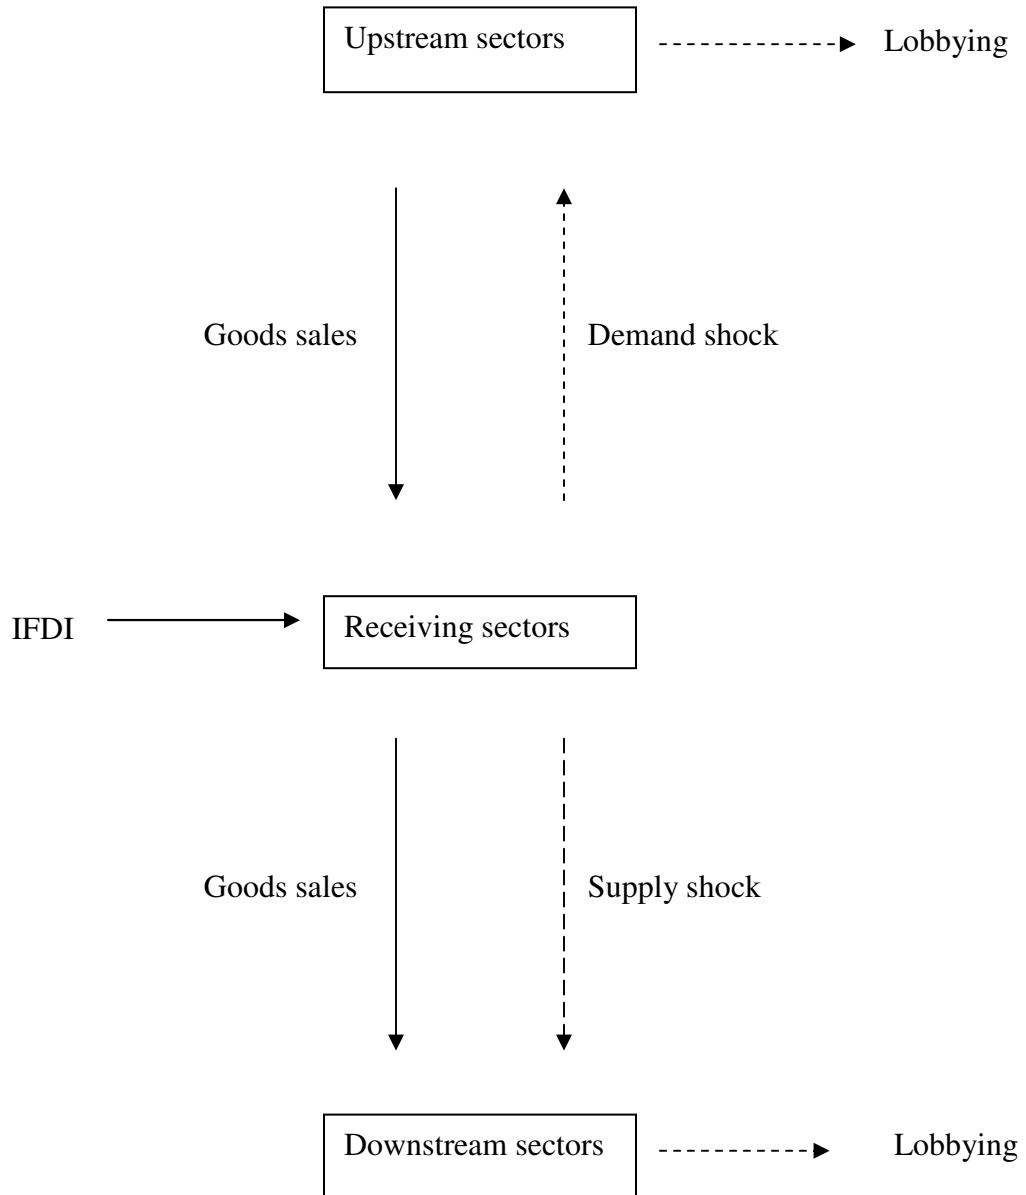 Upstream sectors
Lobbying
Goods sales
Demand shock
IFDI
Receiving sectors
Goods sales
Supply shock
Downstream sectors
Lobbying